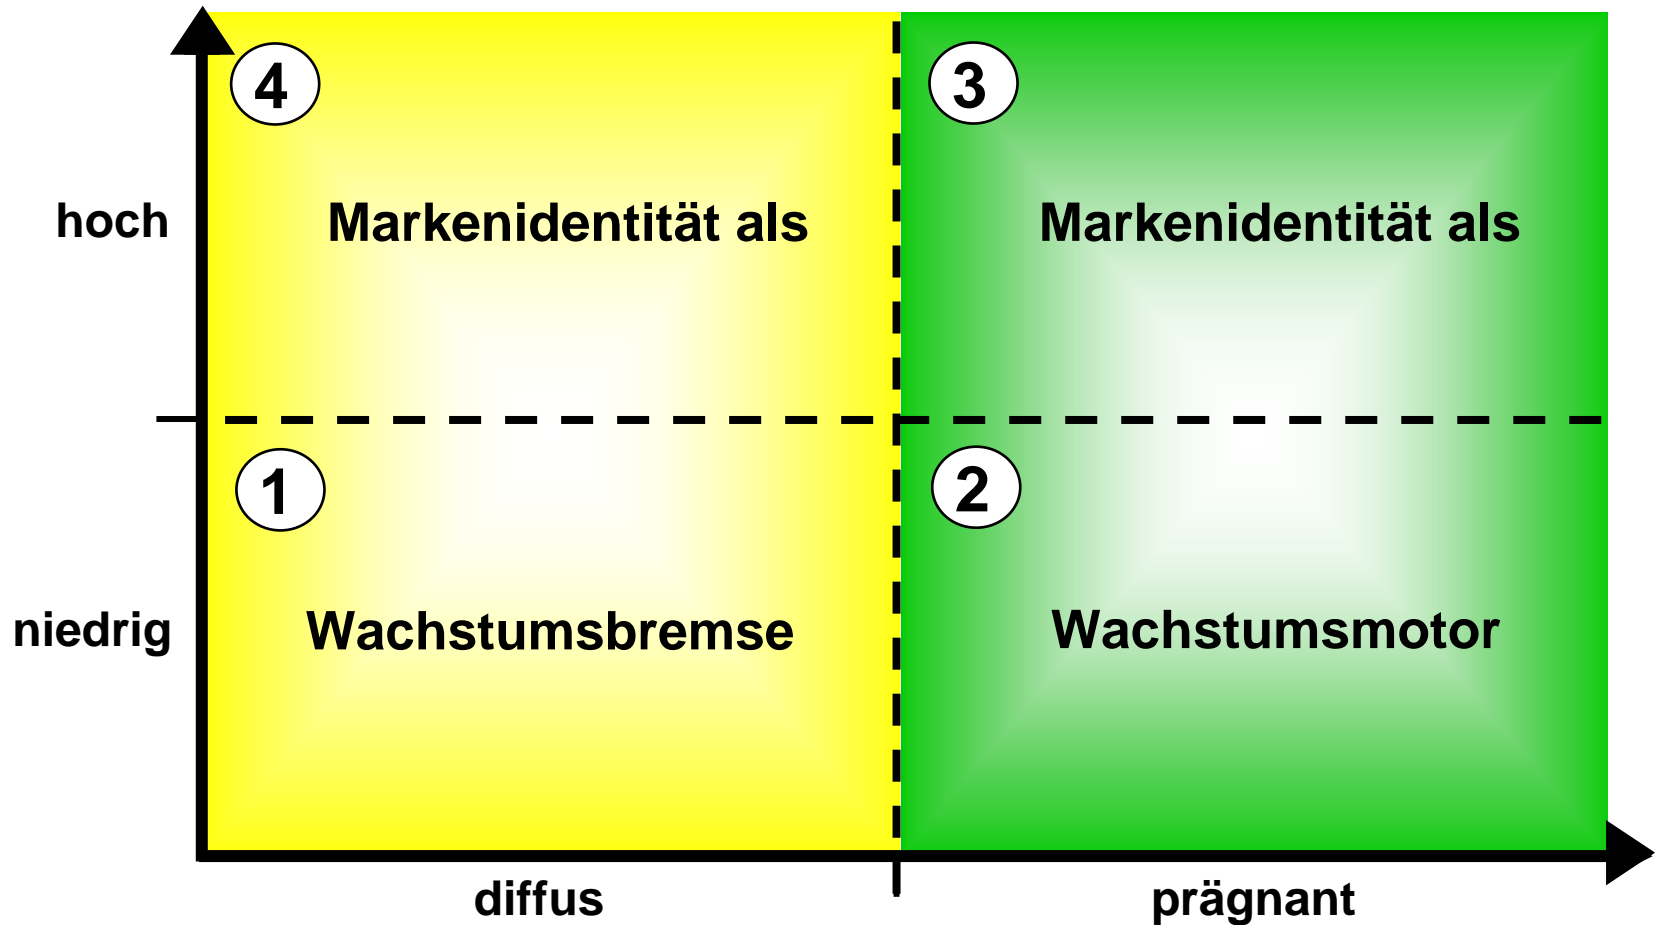 4
3
hoch
Markenidentität als
Markenidentität als
1
2
niedrig
Wachstumsbremse
Wachstumsmotor
diffus
prägnant